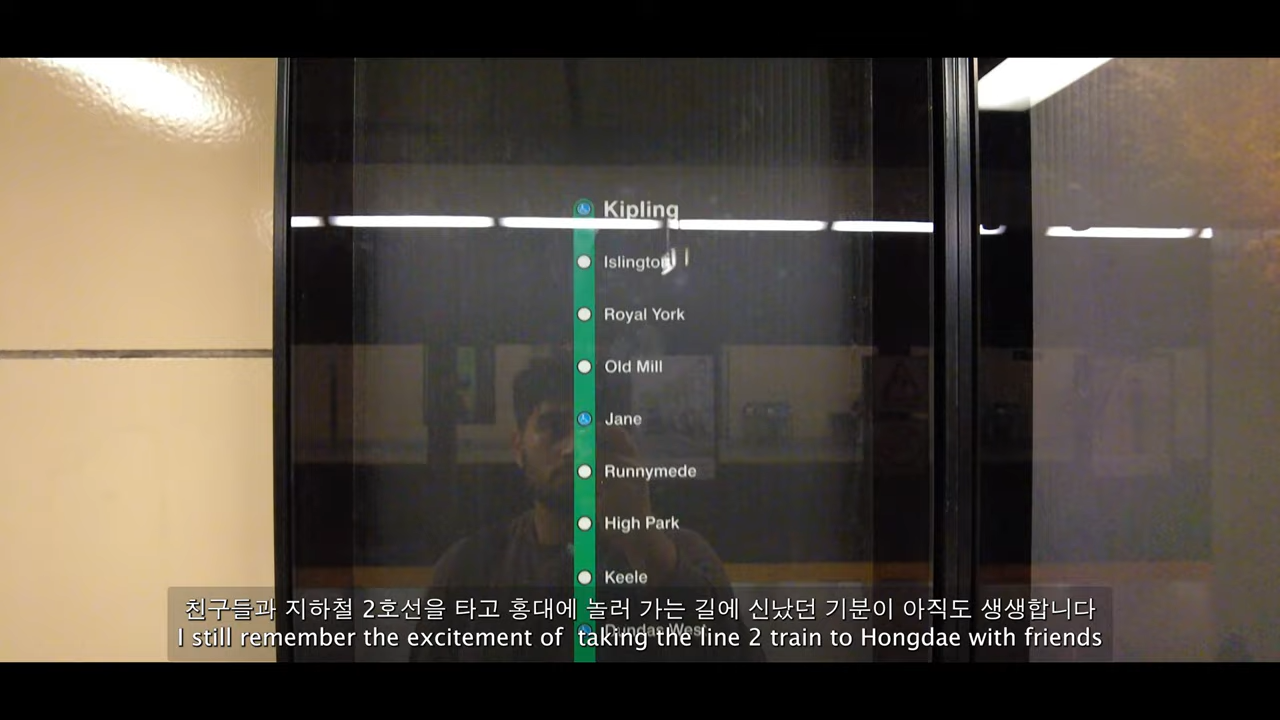 Kipling
Islington
Royal York
Old Mill
Jane
Runnymede
High Park
Keele
Dundas West
친구들과 지하철 2호선을 타고 홍대에 놀러 가는 길에 신났던 기분이 아직도 생생합니다
I still remember the excitement of taking the line 2 train to Hongdae with friends